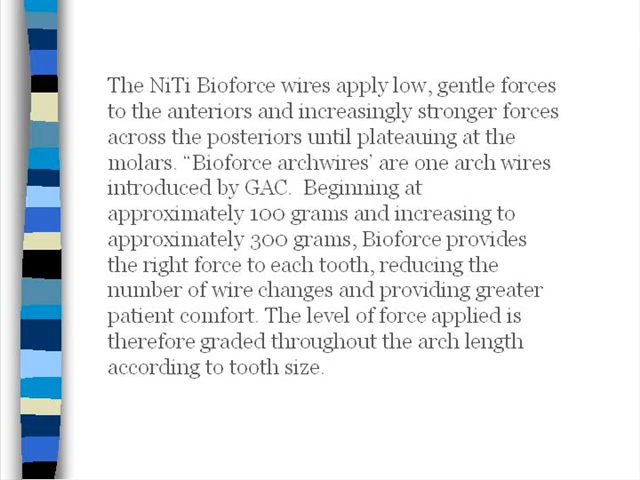 The NiTi Bioforce wires apply low, gentle forces
to the anteriors and increasingly stronger forces
across the posteriors until plateauing at the
molars. “Bioforce archwires’ are one arch wires
introduced by GAC.  Beginning at
approximately 100 grams and increasing to
approximately 300 grams, Bioforce provides
the right force to each tooth, reducing the
number of wire changes and providing greater
patient comfort. The level of force applied is
therefore graded throughout the arch length
according to tooth size.